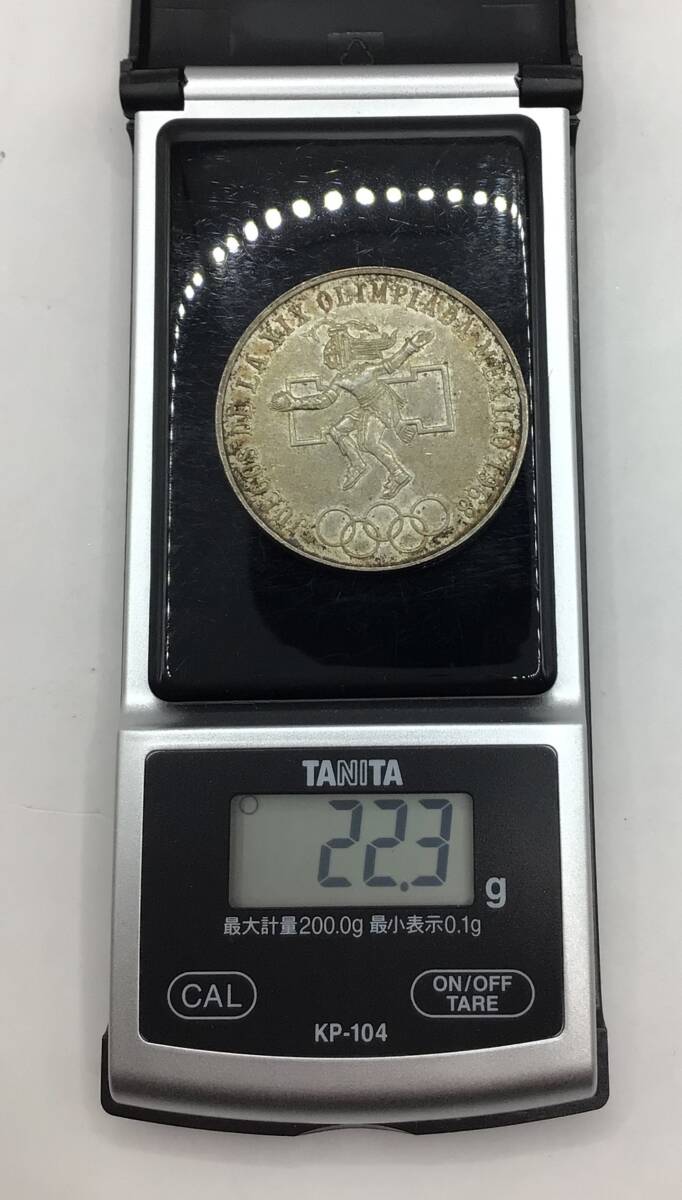 JUEGOS DE LA XIX OLIMPIADA MEXICO 1968
TANITA
22.3 g
最大計量200.0g 最小表示0.1g
CAL
ON/OFF
TARE
KP-104